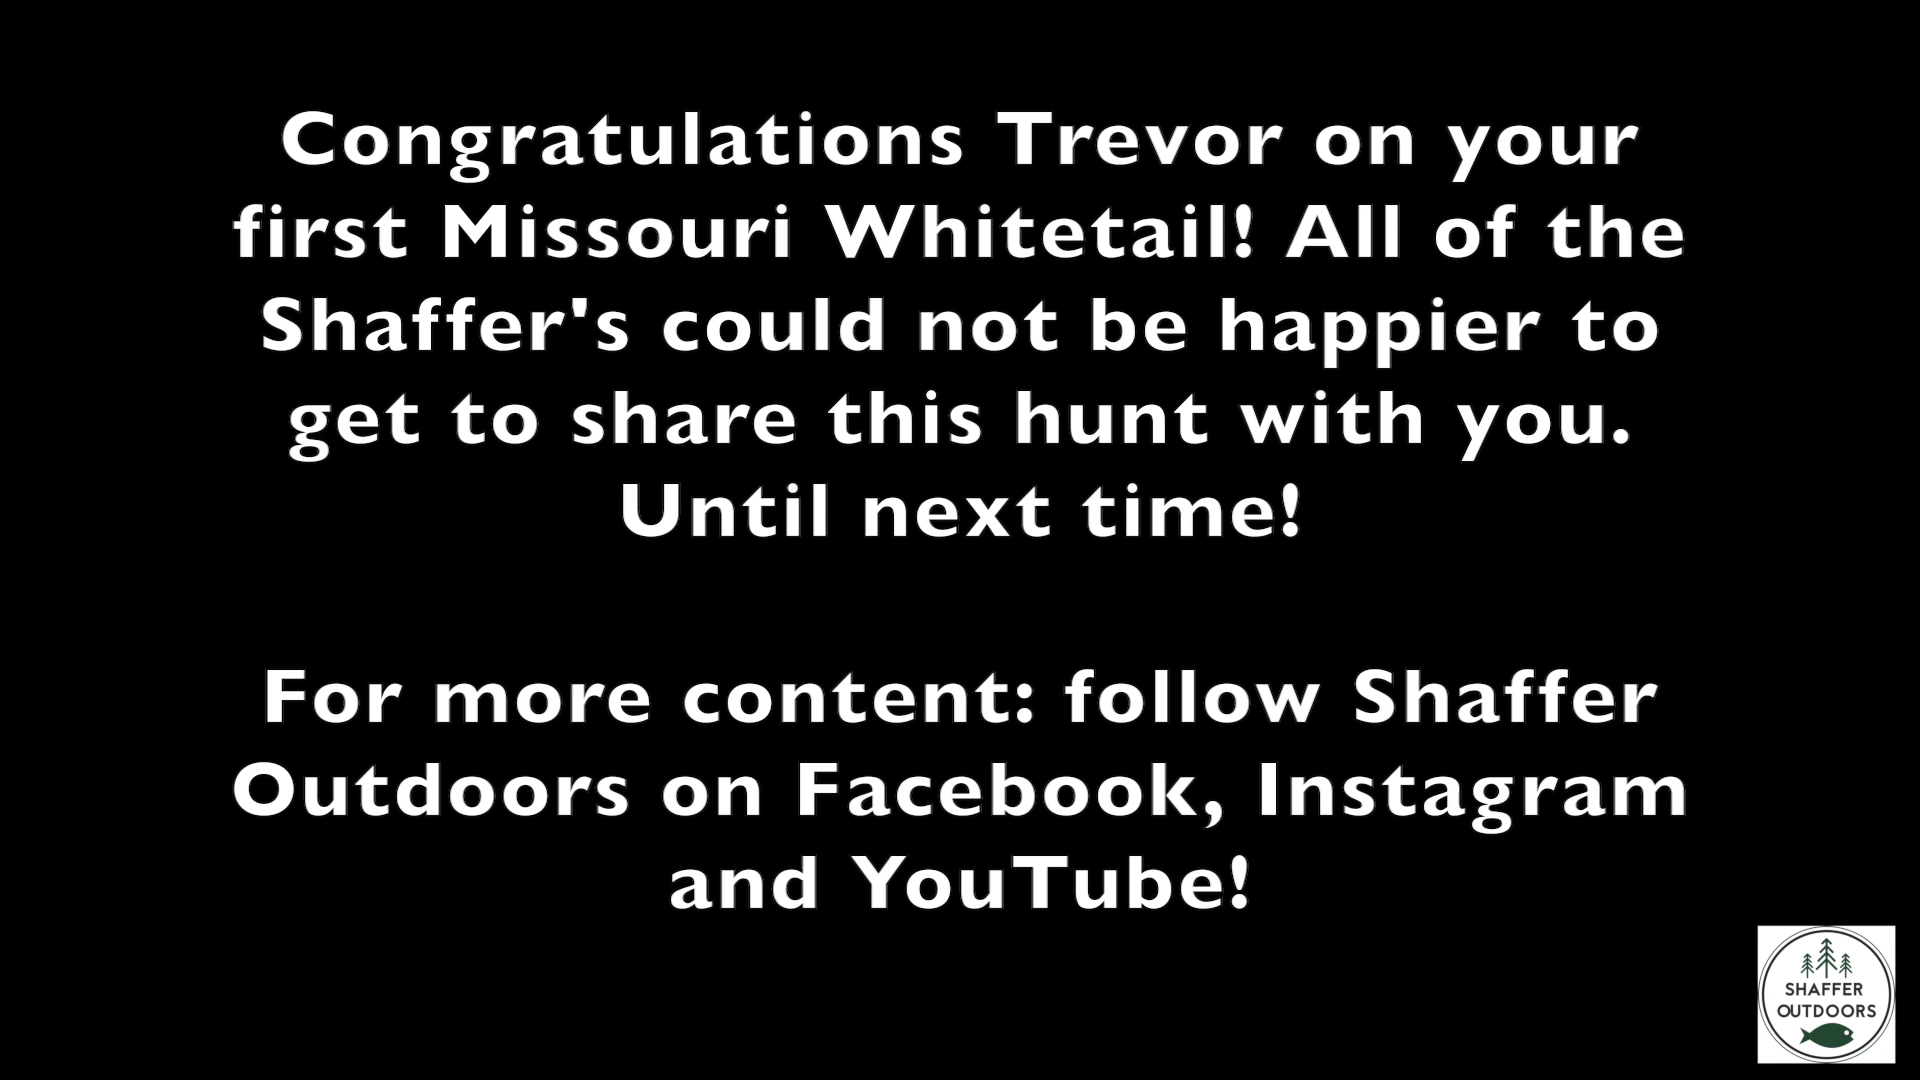 Congratulations Trevor on your
first Missouri Whitetail! All of the
Shaffer's could not be happier to
get to share this hunt with you.
Until next time!
For more content: follow Shaffer
Outdoors on Facebook, Instagram
and YouTube!
SHAFFER
OUTDOORS